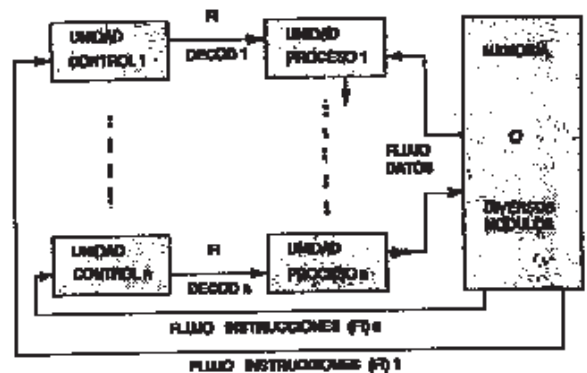 FI
UNIDAD
CONTROL 1
DECOD 1
UNIDAD
PROCESO 1
MEMORIA
O
DIVERSOS
MODULOS
FLUJO
DATOS
UNIDAD
CONTROL n
FI
DECOD n
UNIDAD
PROCESO n
FLUJO INSTRUCCIONES (FI) n
FLUJO INSTRUCCIONES (FI) 1